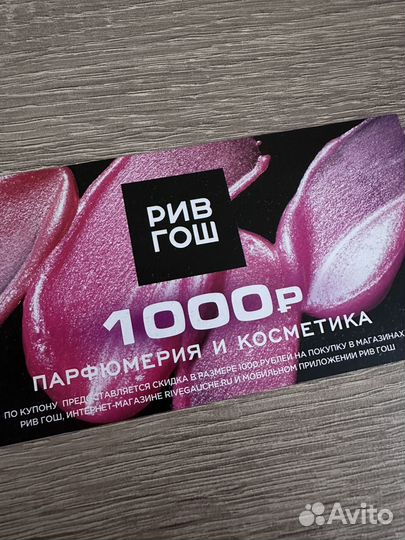 РИВ
ГОШ
1000₽
ПАРФЮМЕРИЯ И КОСМЕТИКА
ПО КУПОНУ ПРЕДОСТАВЛЯЕТСЯ СКИДКА В РАЗМЕРЕ 1000 РУБЛЕЙ НА ПОКУПКУ В МАГАЗИНАХ
РИВ ГОШ, ИНТЕРНЕТ-МАГАЗИНЕ RIVEGAUCHE.RU И МОБИЛЬНОМ ПРИЛОЖЕНИИ РИВ ГОШ
Avito